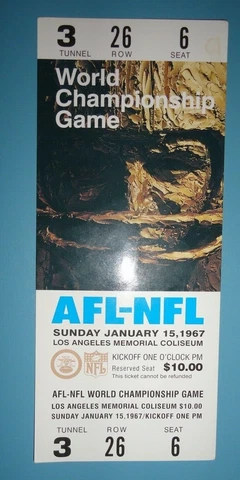 3 26 6
TUNNEL ROW SEAT
World
Championship
Game
AFL-NFL
SUNDAY JANUARY 15,1967
LOS ANGELES MEMORIAL COLISEUM
KICKOFF ONE O'CLOCK PM
NFL
Reserved Seat $10.00
This ticket cannot be refunded
AFL-NFL WORLD CHAMPIONSHIP GAME
LOS ANGELES MEMORIAL COLISEUM $10.00
SUNDAY JANUARY 15,1967/KICKOFF ONE PM
TUNNEL ROW SEAT
3 26 6